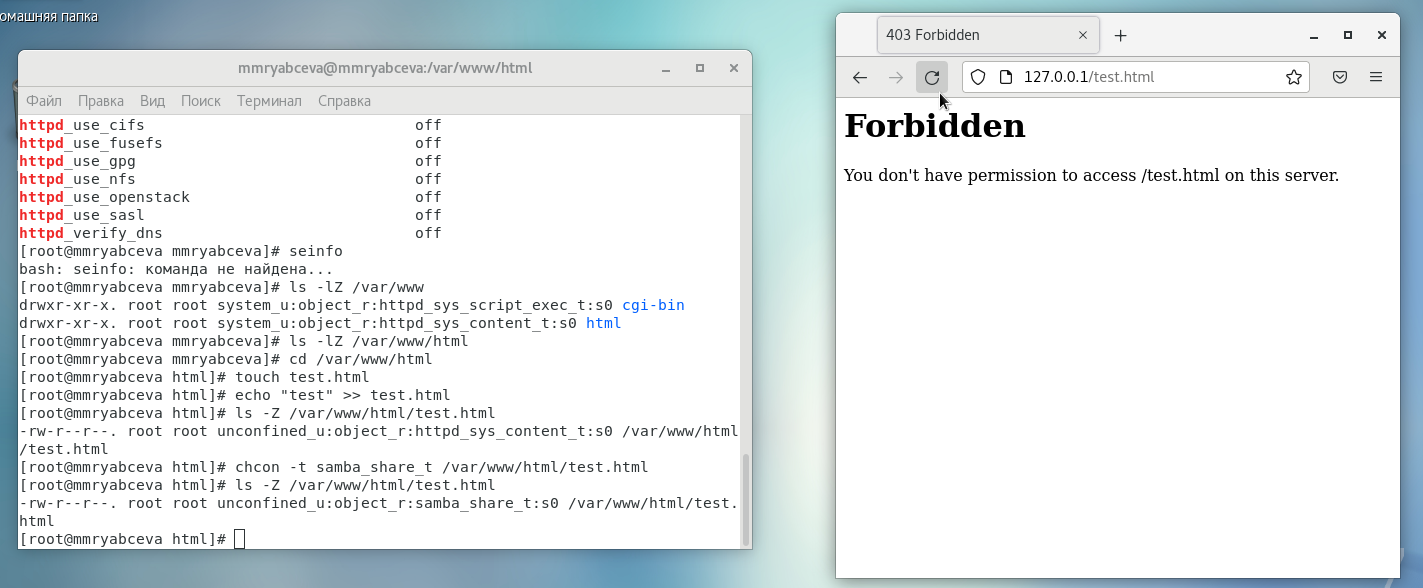 омашняя папка
mmryabceva@mmryabceva:/var/www/html
Файл Правка Вид Поиск Терминал Справка
httpd_use_cifs off
httpd_use_fusefs off
httpd_use_gpg off
httpd_use_nfs off
httpd_use_openstack off
httpd_use_sasl off
httpd_verify_dns off
[root@mmryabceva mmryabceva]# seinfo
bash: seinfo: команда не найдена...
[root@mmryabceva mmryabceva]# ls -lZ /var/www
drwxr-xr-x. root root system_u:object_r:httpd_sys_script_exec_t:s0 cgi-bin
drwxr-xr-x. root root system_u:object_r:httpd_sys_content_t:s0 html
[root@mmryabceva mmryabceva]# ls -lZ /var/www/html
[root@mmryabceva mmryabceva]# cd /var/www/html
[root@mmryabceva html]# touch test.html
[root@mmryabceva html]# echo "test" >> test.html
[root@mmryabceva html]# ls -Z /var/www/html/test.html
-rw-r--r--. root root unconfined_u:object_r:httpd_sys_content_t:s0 /var/www/html
/test.html
[root@mmryabceva html]# chcon -t samba_share_t /var/www/html/test.html
[root@mmryabceva html]# ls -Z /var/www/html/test.html
-rw-r--r--. root root unconfined_u:object_r:samba_share_t:s0 /var/www/html/test.
html
[root@mmryabceva html]#
403 Forbidden
127.0.0.1/test.html
Forbidden
You don't have permission to access /test.html on this server.